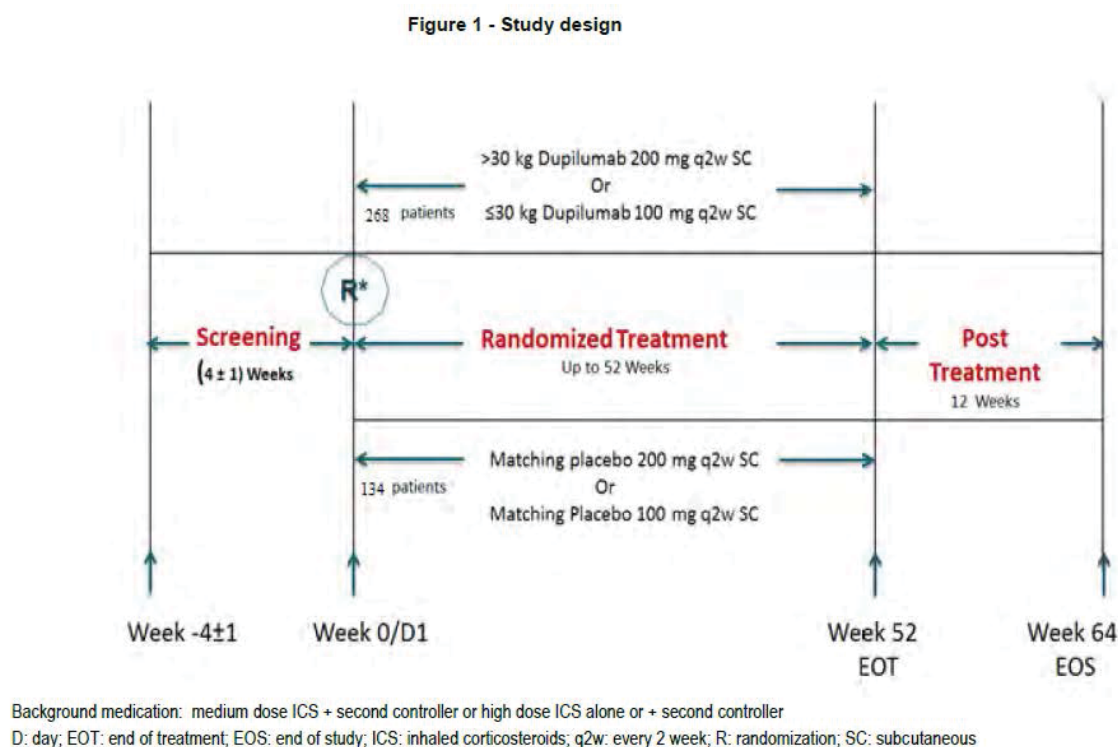 Figure 1 - Study design
>30 kg Dupilumab 200 mg q2w SC
Or
≤30 kg Dupilumab 100 mg q2w SC
268 patients
R*
Screening
(4 ± 1) Weeks
Randomized Treatment
Up to 52 Weeks
Post
Treatment
12 Weeks
Matching placebo 200 mg q2w SC
Or
Matching Placebo 100 mg q2w SC
134 patients
Week -4±1
Week 0/D1
Week 52
EOT
Week 64
EOS
Background medication: medium dose ICS + second controller or high dose ICS alone or + second controller
D: day; EOT: end of treatment; EOS: end of study; ICS: inhaled corticosteroids; q2w: every 2 week; R: randomization; SC: subcutaneous